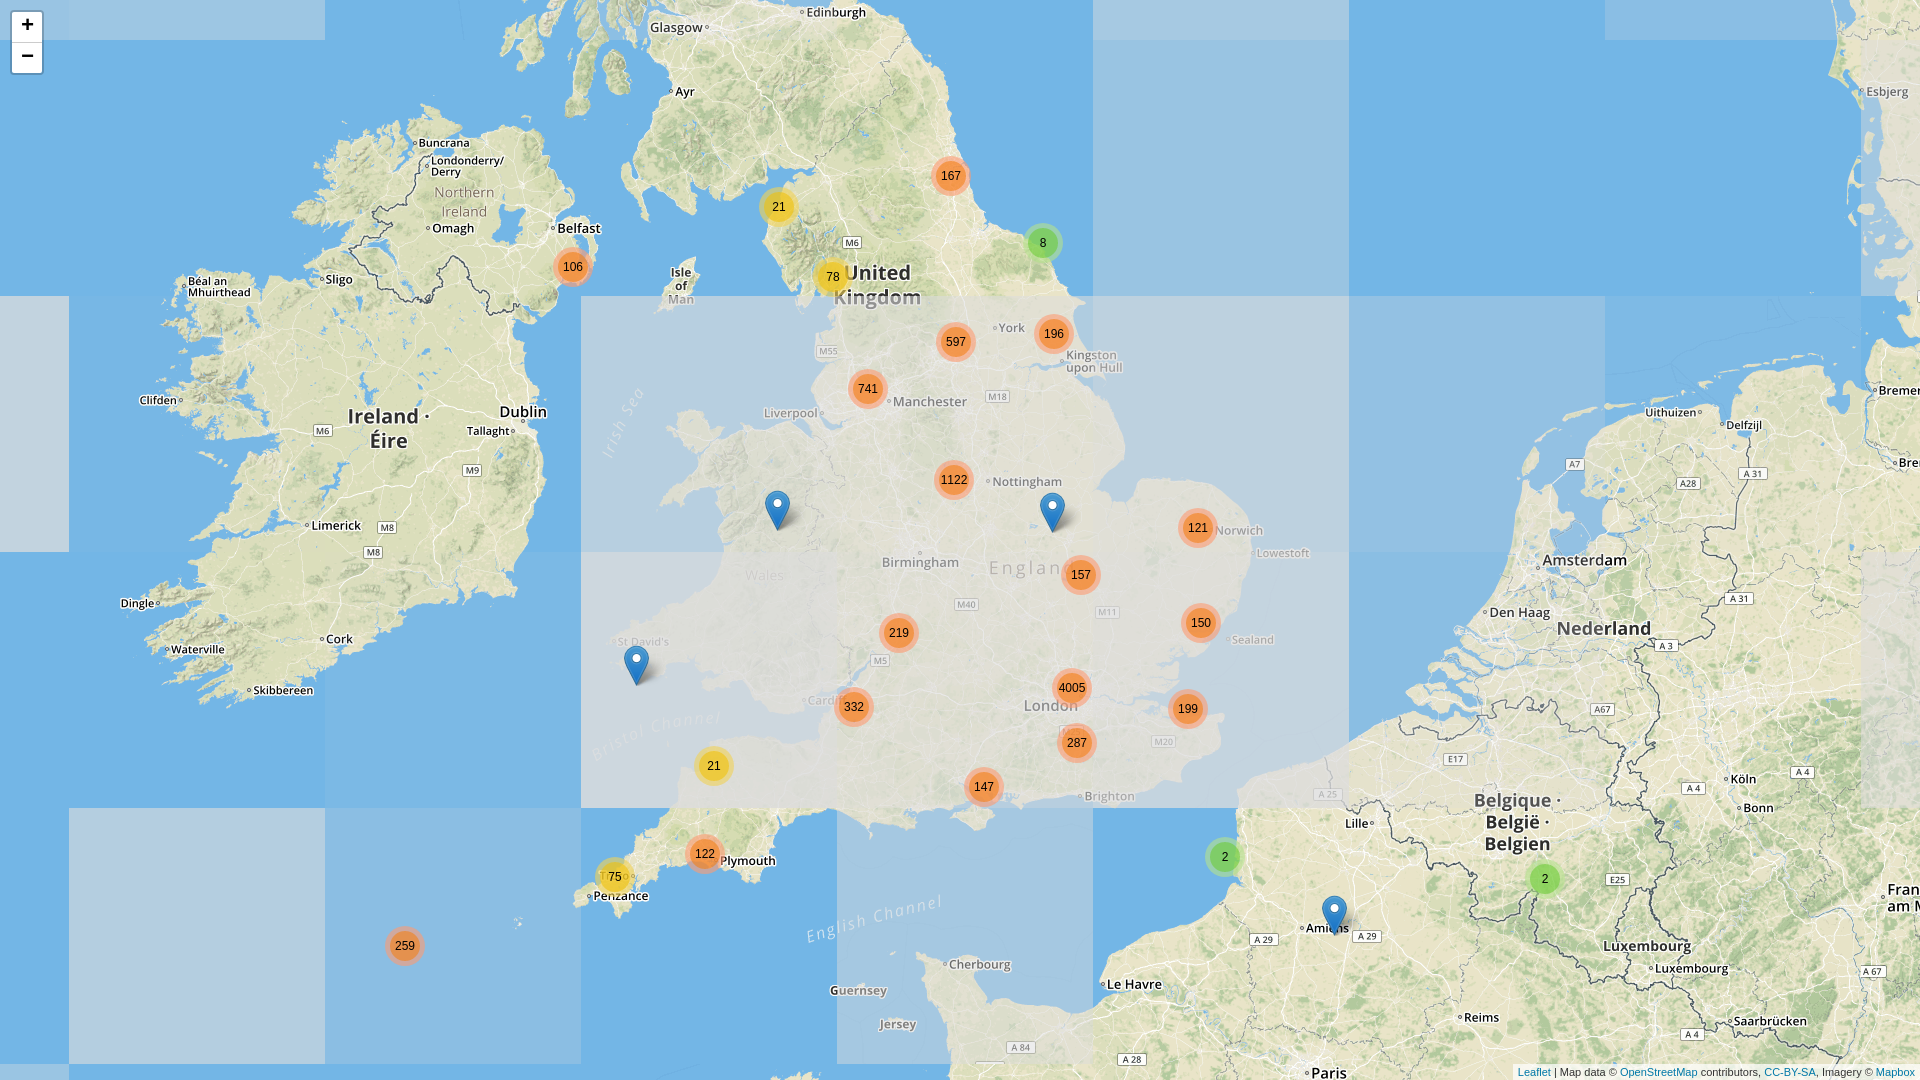 +
−
Edinburgh
Glasgow
Ayr
Esbjerg
Buncrana
Londonderry/
Derry
Northern
Ireland
Omagh
Belfast
106
Sligo
Béal an
Mhuirthead
167
21
M6
8
78
United
Kingdom
Isle
of
Man
York
196
597
M55
Kingston
upon Hull
741
Manchester
M18
Liverpool
Irish Sea
Clifden
Ireland ·
Éire
M6
Dublin
Tallaght
M9
Limerick
M8
M8
Dingle
Waterville
Cork
Skibbereen
1122
Nottingham
121
Norwich
Lowestoft
Birmingham
Englan
157
Wales
M40
M11
150
Sealand
219
St David's
M5
4005
London
199
332
287
M20
Bristol Channel
21
147
Brighton
122
Plymouth
75
Penzance
259
English Channel
Cherbourg
Guernsey
Jersey
A 84
Le Havre
A 28
2
A 29
Amiens
A 29
Reims
Paris
Lille
A 25
E17
Belgique ·
België ·
Belgien
2
E25
Luxembourg
Luxembourg
Saarbrücken
A 4
A 67
Fran
am M
Köln
A 4
A 4
Bonn
A67
A 3
Nederland
Den Haag
Amsterdam
A 31
A28
A 31
A7
Delfzijl
Uithuizen
Bremer
Bre
Leaflet | Map data © OpenStreetMap contributors, CC-BY-SA, Imagery © Mapbox